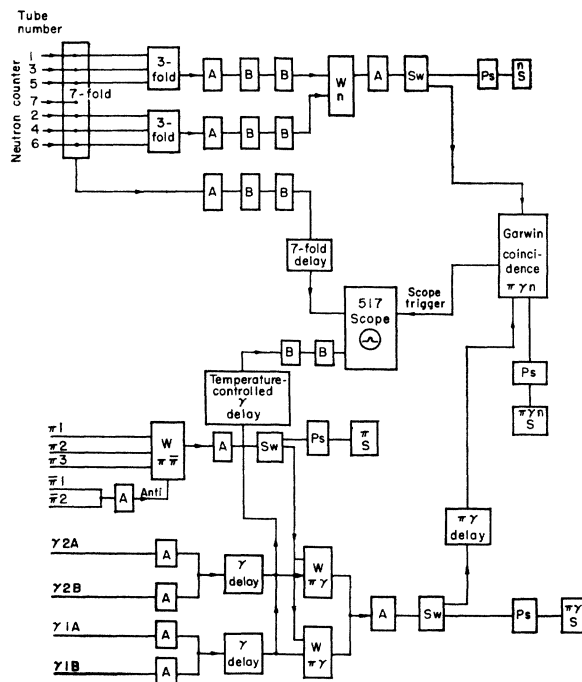 Tube
number
Neutron counter
1
3
5
7
2
4
6
7-fold
3-
fold
A
B
B
W
n
A
Sw
Ps
n
S
3-
fold
A
B
B
A
B
B
7-fold
delay
Garwin
coinci-
dence
π γ n
Scope
trigger
517
Scope
B
B
Temperature-
controlled
γ
delay
Ps
πγn
S
π1
π2
π3
π̅1
π̅2
W
π π̅
A
Anti
A
Sw
Ps
π
S
πγ
delay
γ2A
γ2B
γ1A
γ1B
A
A
A
A
γ
delay
γ
delay
W
πγ
W
πγ
A
Sw
Ps
πγ
S